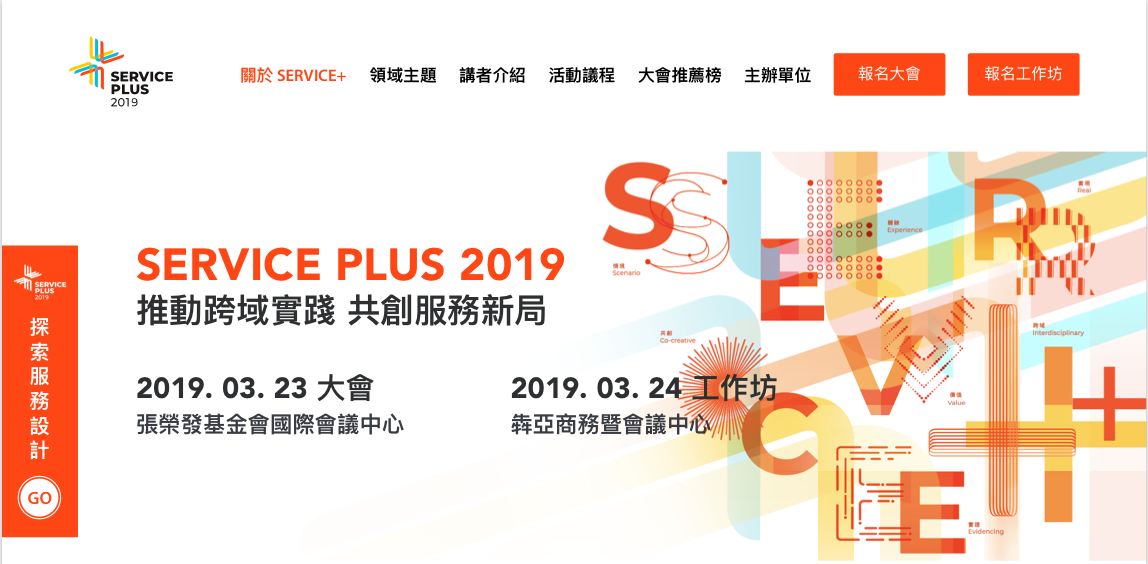 SERVICE
PLUS
2019
關於 SERVICE+
領域主題
講者介紹
活動議程
大會推薦榜
主辦單位
報名大會
報名工作坊
SERVICE
PLUS
2019
探索服務設計
GO
SERVICE PLUS 2019
推動跨域實踐 共創服務新局
2019. 03. 23 大會
張榮發基金會國際會議中心
2019. 03. 24 工作坊
犇亞商務暨會議中心
S
E
R
V
I
C
E
+
實現
Real
體驗
Experience
情境
Scenario
共創
Co-creative
跨域
Interdisciplinary
價值
Value
實證
Evidencing